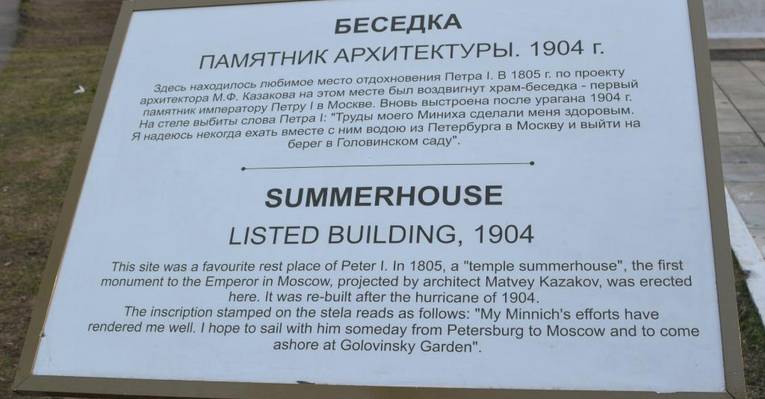 БЕСЕДКА
ПАМЯТНИК АРХИТЕКТУРЫ. 1904 г.
Здесь находилось любимое место отдохновения Петра I. В 1805 г. по проекту
архитектора М.Ф. Казакова на этом месте был воздвигнут храм-беседка - первый
памятник императору Петру I в Москве. Вновь выстроена после урагана 1904 г.
На стеле выбиты слова Петра I: "Труды моего Миниха сделали меня здоровым.
Я надеюсь некогда ехать вместе с ним водою из Петербурга в Москву и выйти на
берег в Головинском саду".
SUMMERHOUSE
LISTED BUILDING, 1904
This site was a favourite rest place of Peter I. In 1805, a "temple summerhouse", the first
monument to the Emperor in Moscow, projected by architect Matvey Kazakov, was erected
here. It was re-built after the hurricane of 1904.
The inscription stamped on the stela reads as follows: "My Minnich's efforts have
rendered me well. I hope to sail with him someday from Petersburg to Moscow and to come
ashore at Golovinsky Garden".